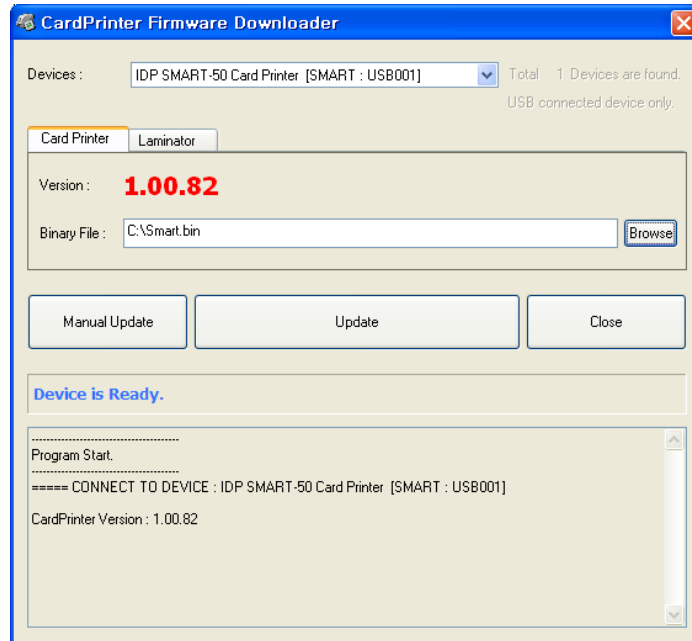 CardPrinter Firmware Downloader
Devices : IDP SMART-50 Card Printer [SMART : USB001] Total 1 Devices are found.
USB connected device only.
Card Printer Laminator
Version : 1.00.82
Binary File : C:\Smart.bin Browse
Manual Update Update Close
Device is Ready.
----------------------------------------
Program Start.
----------------------------------------
===== CONNECT TO DEVICE : IDP SMART-50 Card Printer [SMART : USB001]
CardPrinter Version : 1.00.82